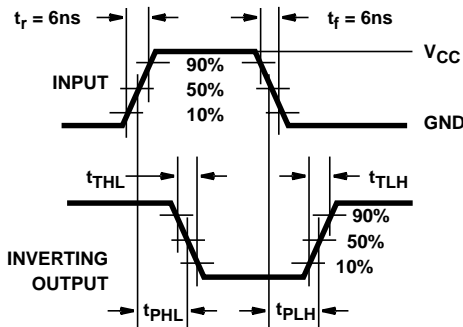 tr = 6ns
tf = 6ns
VCC
INPUT
90%
50%
10%
GND
tTHL
tTLH
90%
50%
10%
INVERTING
OUTPUT
tPHL
tPLH